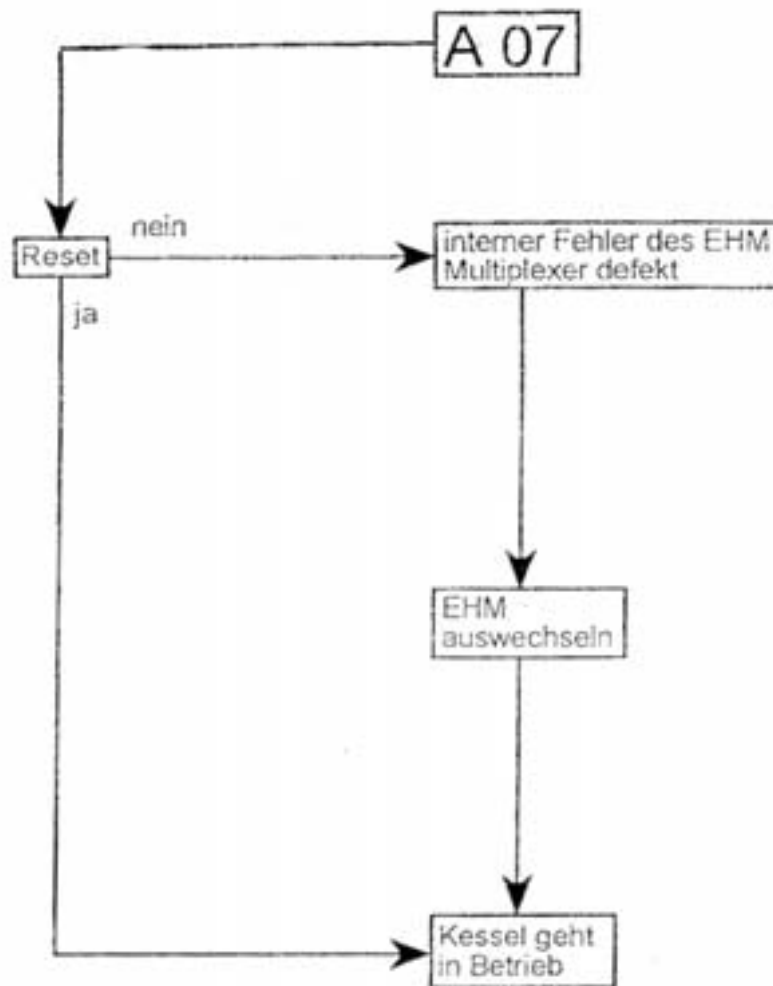 A 07
nein
Reset
interner Fehler des EHM
Multiplexer defekt
ja
EHM
auswechseln
Kessel geht
in Betrieb